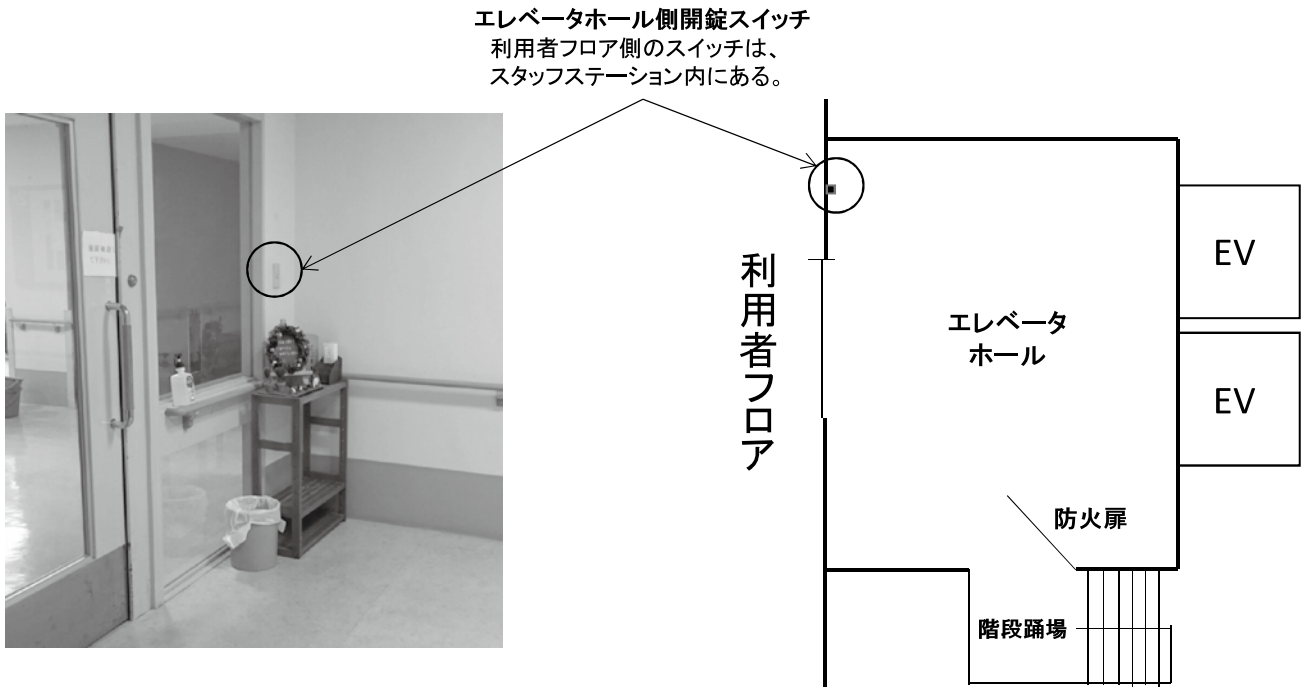 エレベータホール側開錠スイッチ
利用者フロア側のスイッチは、
スタッフステーション内にある。
利用者フロア
エレベータ
ホール
EV
EV
防火扉
階段踊場